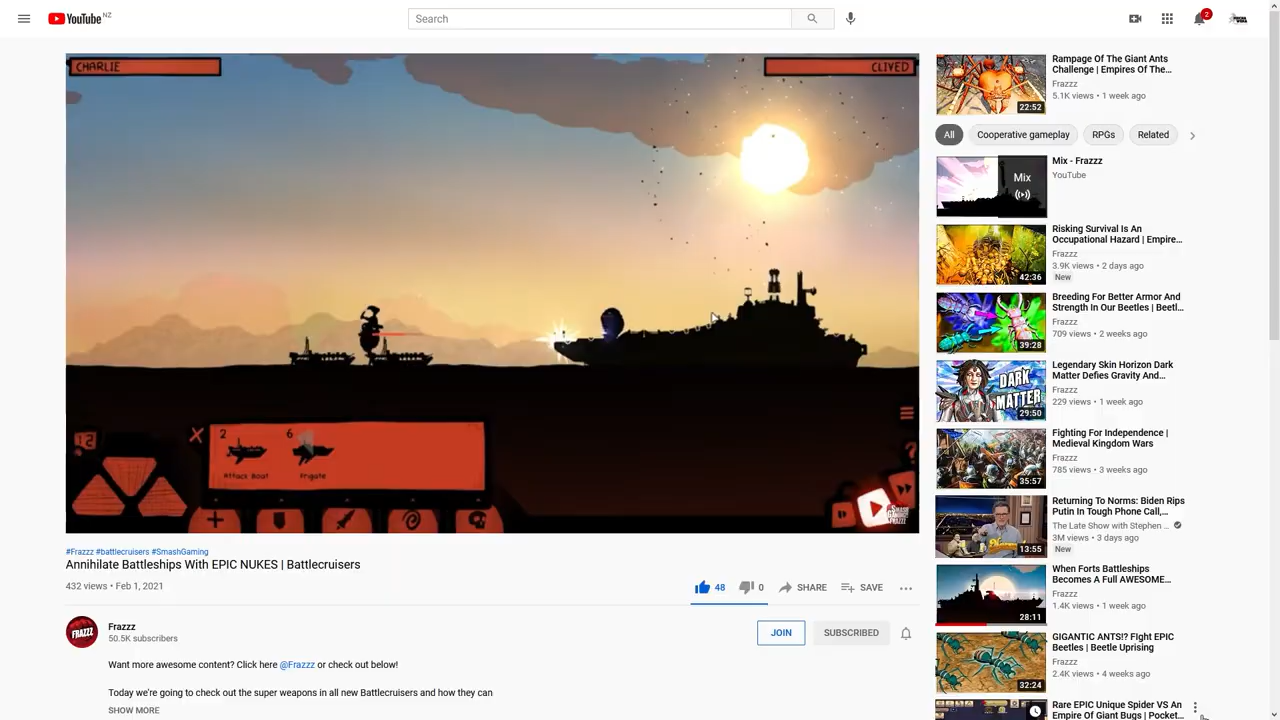 YouTube NZ
Search
2
CHARLIE
CLIVED
12
2
6
Attack Boat
Frigate
#Frazzz #battlecruisers #SmashGaming
Annihilate Battleships With EPIC NUKES | Battlecruisers
432 views • Feb 1, 2021
48
0
SHARE
SAVE
FRAZZ
Frazzz
50.5K subscribers
JOIN
SUBSCRIBED
Want more awesome content? Click here @Frazzz or check out below!
Today we're going to check out the super weapons in all new Battlecruisers and how they can
SHOW MORE
22:52
Rampage Of The Giant Ants
Challenge | Empires Of The...
Frazzz
5.1K views • 1 week ago
All
Cooperative gameplay
RPGs
Related
Mix
Mix - Frazzz
YouTube
42:36
Risking Survival Is An
Occupational Hazard | Empire...
Frazzz
3.9K views • 2 days ago
New
39:28
Breeding For Better Armor And
Strength In Our Beetles | Beetl...
Frazzz
709 views • 2 weeks ago
DARK
MATTER
29:50
Legendary Skin Horizon Dark
Matter Defies Gravity And...
Frazzz
229 views • 1 week ago
35:57
Fighting For Independence |
Medieval Kingdom Wars
Frazzz
785 views • 3 weeks ago
13:55
Returning To Norms: Biden Rips
Putin In Tough Phone Call,...
The Late Show with Stephen ...
3M views • 3 days ago
New
28:11
When Forts Battleships
Becomes A Full AWESOME...
Frazzz
1.4K views • 1 week ago
32:24
GIGANTIC ANTS!? FIght EPIC
Beetles | Beetle Uprising
Frazzz
2.4K views • 4 weeks ago
Rare EPIC Unique Spider VS An
Empire Of Giant Bugs | Pocket...